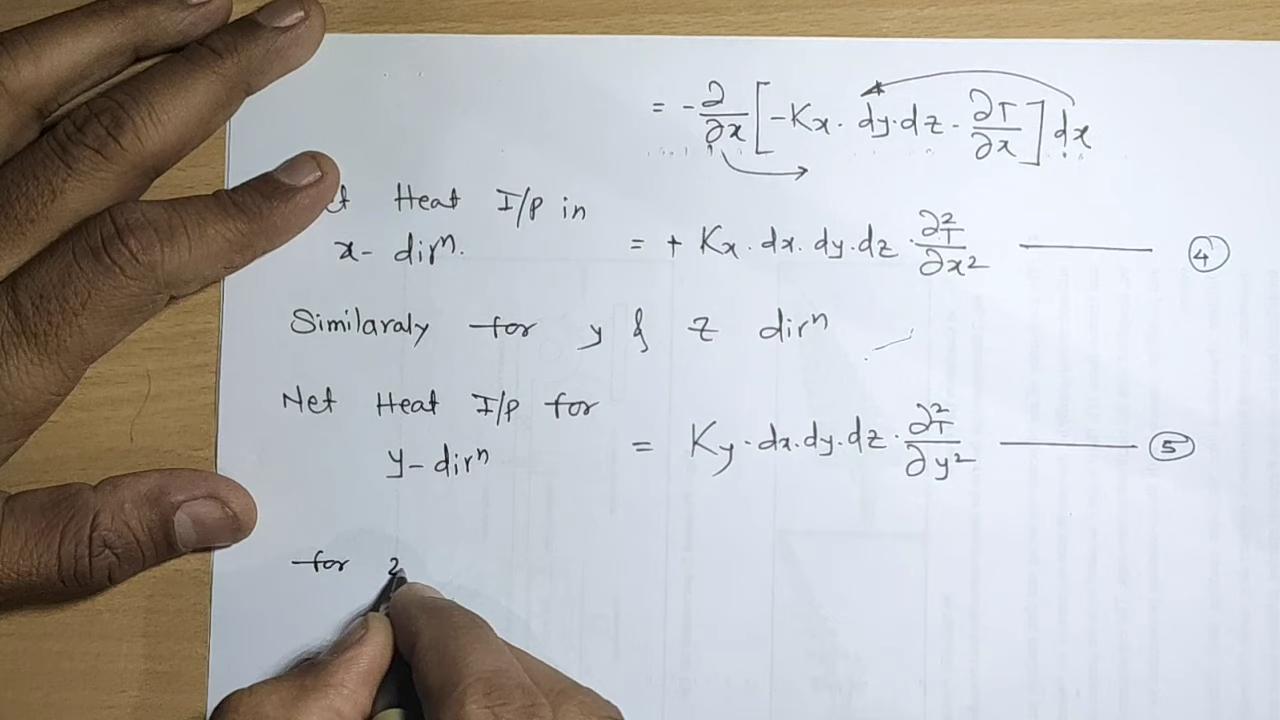 = -∂/∂x [-Kx · dy·dz · ∂T/∂x] dx
Heat I/p in
x- dirⁿ. = + Kx · dx · dy·dz · ∂²T/∂x² ——— ④
Similaraly for y & z dirⁿ
Net Heat I/p for
y-dirⁿ = Ky · dx·dy·dz · ∂²T/∂y² ——— ⑤
for